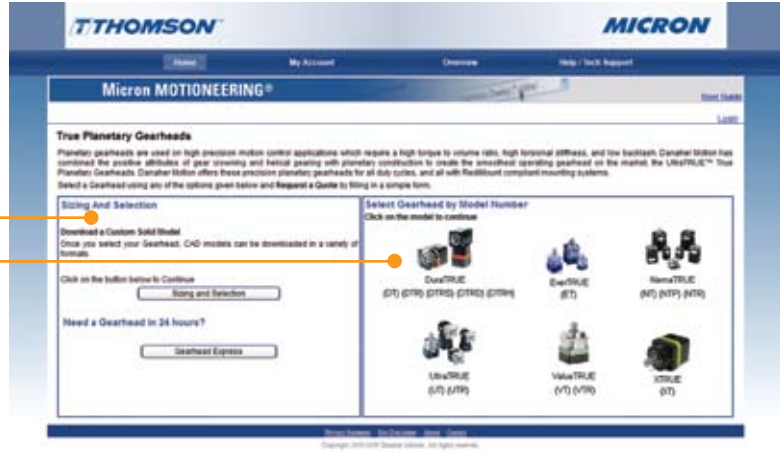 THOMSON
MICRON
Home My Account Overview Help / Tech Support
Micron MOTIONEERING®
User Guide
Login
True Planetary Gearheads
Planetary gearheads are used on high precision motion control applications which require a high torque to volume ratio, high torsional stiffness, and low backlash. Danaher Motion has
combined the positive attributes of gear crowning and helical gearing with planetary construction to create the smoothest operating gearhead on the market, the UltraTRUE™ True
Planetary Gearheads. Danaher Motion offers these precision planetary gearheads for all duty cycles, and all with RediMount compliant mounting systems.
Select a Gearhead using any of the options given below and Request a Quote by filling in a simple form.
Sizing And Selection
Download a Custom Solid Model
Once you select your Gearhead, CAD models can be downloaded in a variety of
formats.
Click on the button below to Continue
Sizing and Selection
Need a Gearhead in 24 hours?
Gearhead Express
Select Gearhead by Model Number
Click on the model to continue
DuraTRUE
(DT) (DTR) (DTRS) (DTRD) (DTRH)
EverTRUE
(ET)
NemaTRUE
(NT) (NTP) (NTR)
UltraTRUE
(UT) (UTR)
ValueTRUE
(VT) (VTR)
XTRUE
(XT)